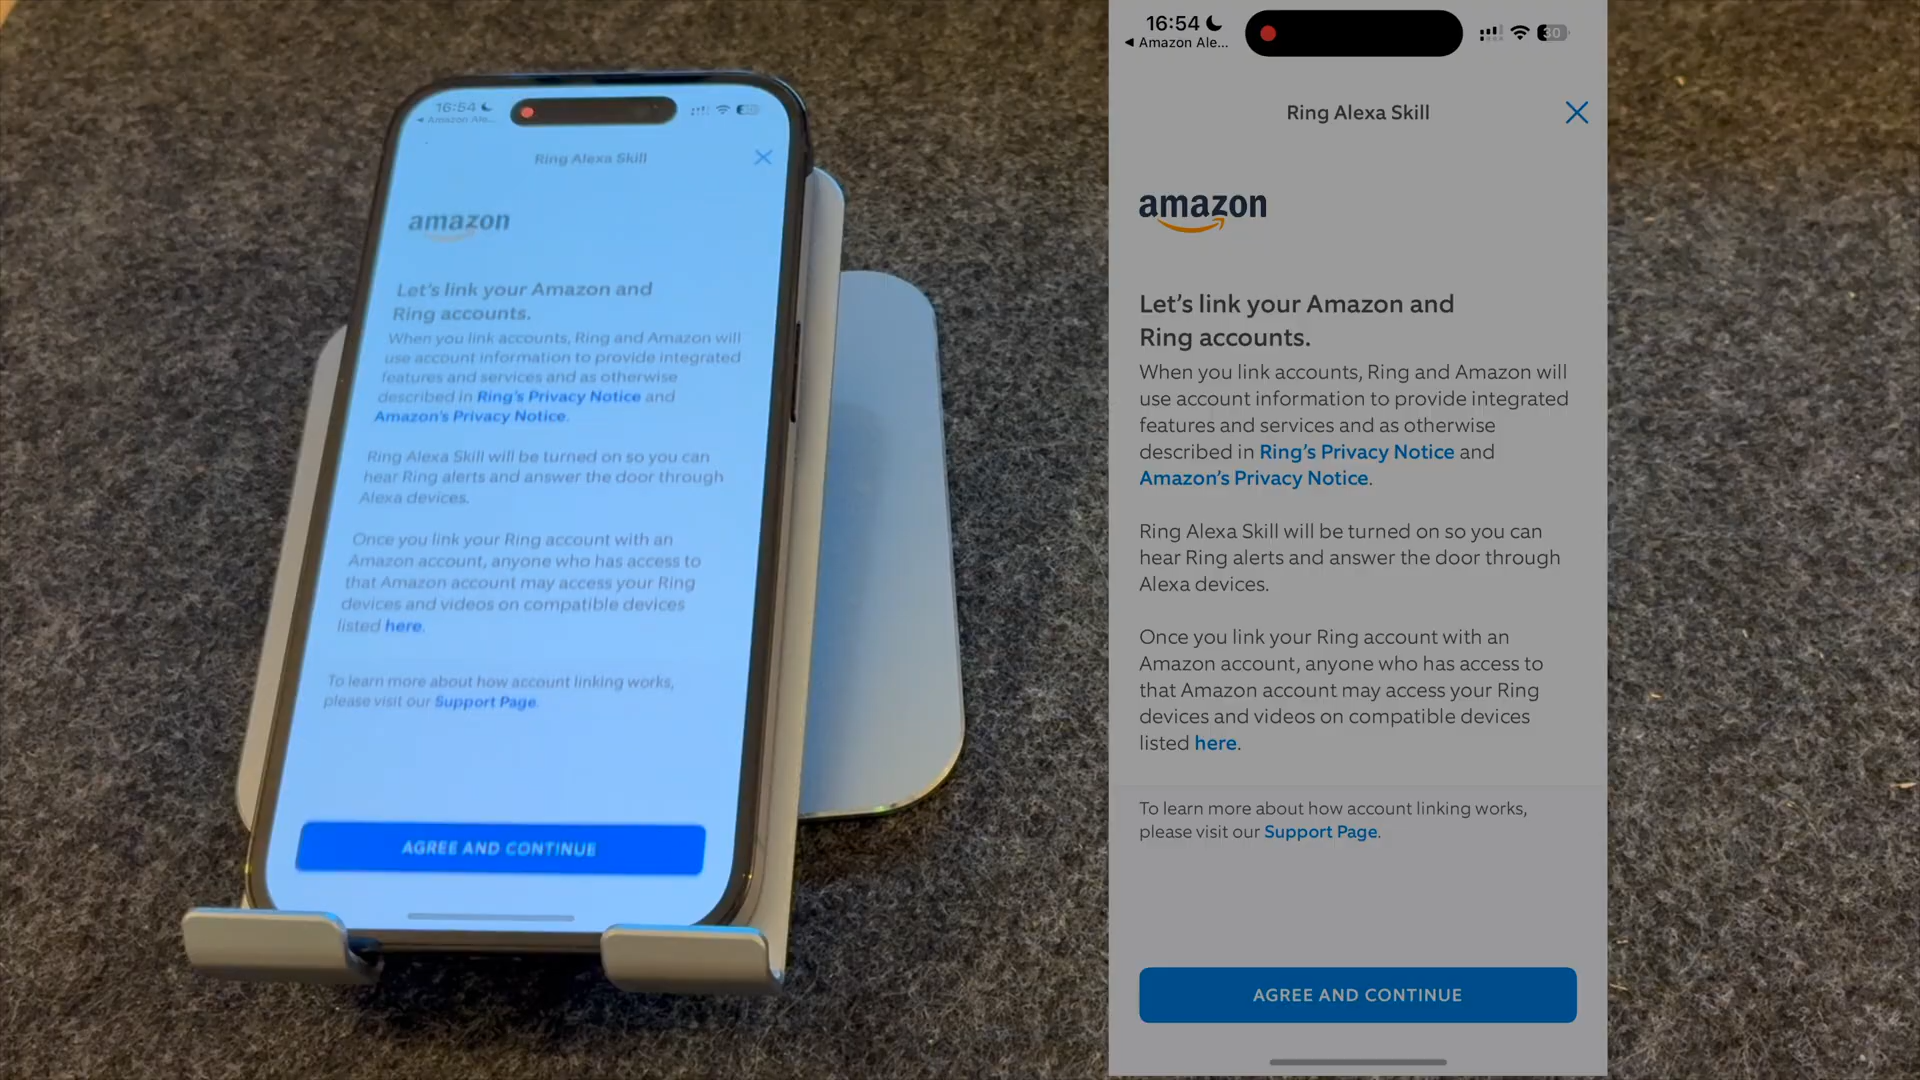 16:54
◄ Amazon Ale...
Ring Alexa Skill
amazon
Let's link your Amazon and
Ring accounts.
When you link accounts, Ring and Amazon will
use account information to provide integrated
features and services and as otherwise
described in Ring's Privacy Notice and
Amazon's Privacy Notice.
Ring Alexa Skill will be turned on so you can
hear Ring alerts and answer the door through
Alexa devices.
Once you link your Ring account with an
Amazon account, anyone who has access to
that Amazon account may access your Ring
devices and videos on compatible devices
listed here.
To learn more about how account linking works,
please visit our Support Page.
AGREE AND CONTINUE
16:54
◄ Amazon Ale...
30
Ring Alexa Skill
amazon
Let’s link your Amazon and
Ring accounts.
When you link accounts, Ring and Amazon will
use account information to provide integrated
features and services and as otherwise
described in Ring’s Privacy Notice and
Amazon’s Privacy Notice.
Ring Alexa Skill will be turned on so you can
hear Ring alerts and answer the door through
Alexa devices.
Once you link your Ring account with an
Amazon account, anyone who has access to
that Amazon account may access your Ring
devices and videos on compatible devices
listed here.
To learn more about how account linking works,
please visit our Support Page.
AGREE AND CONTINUE